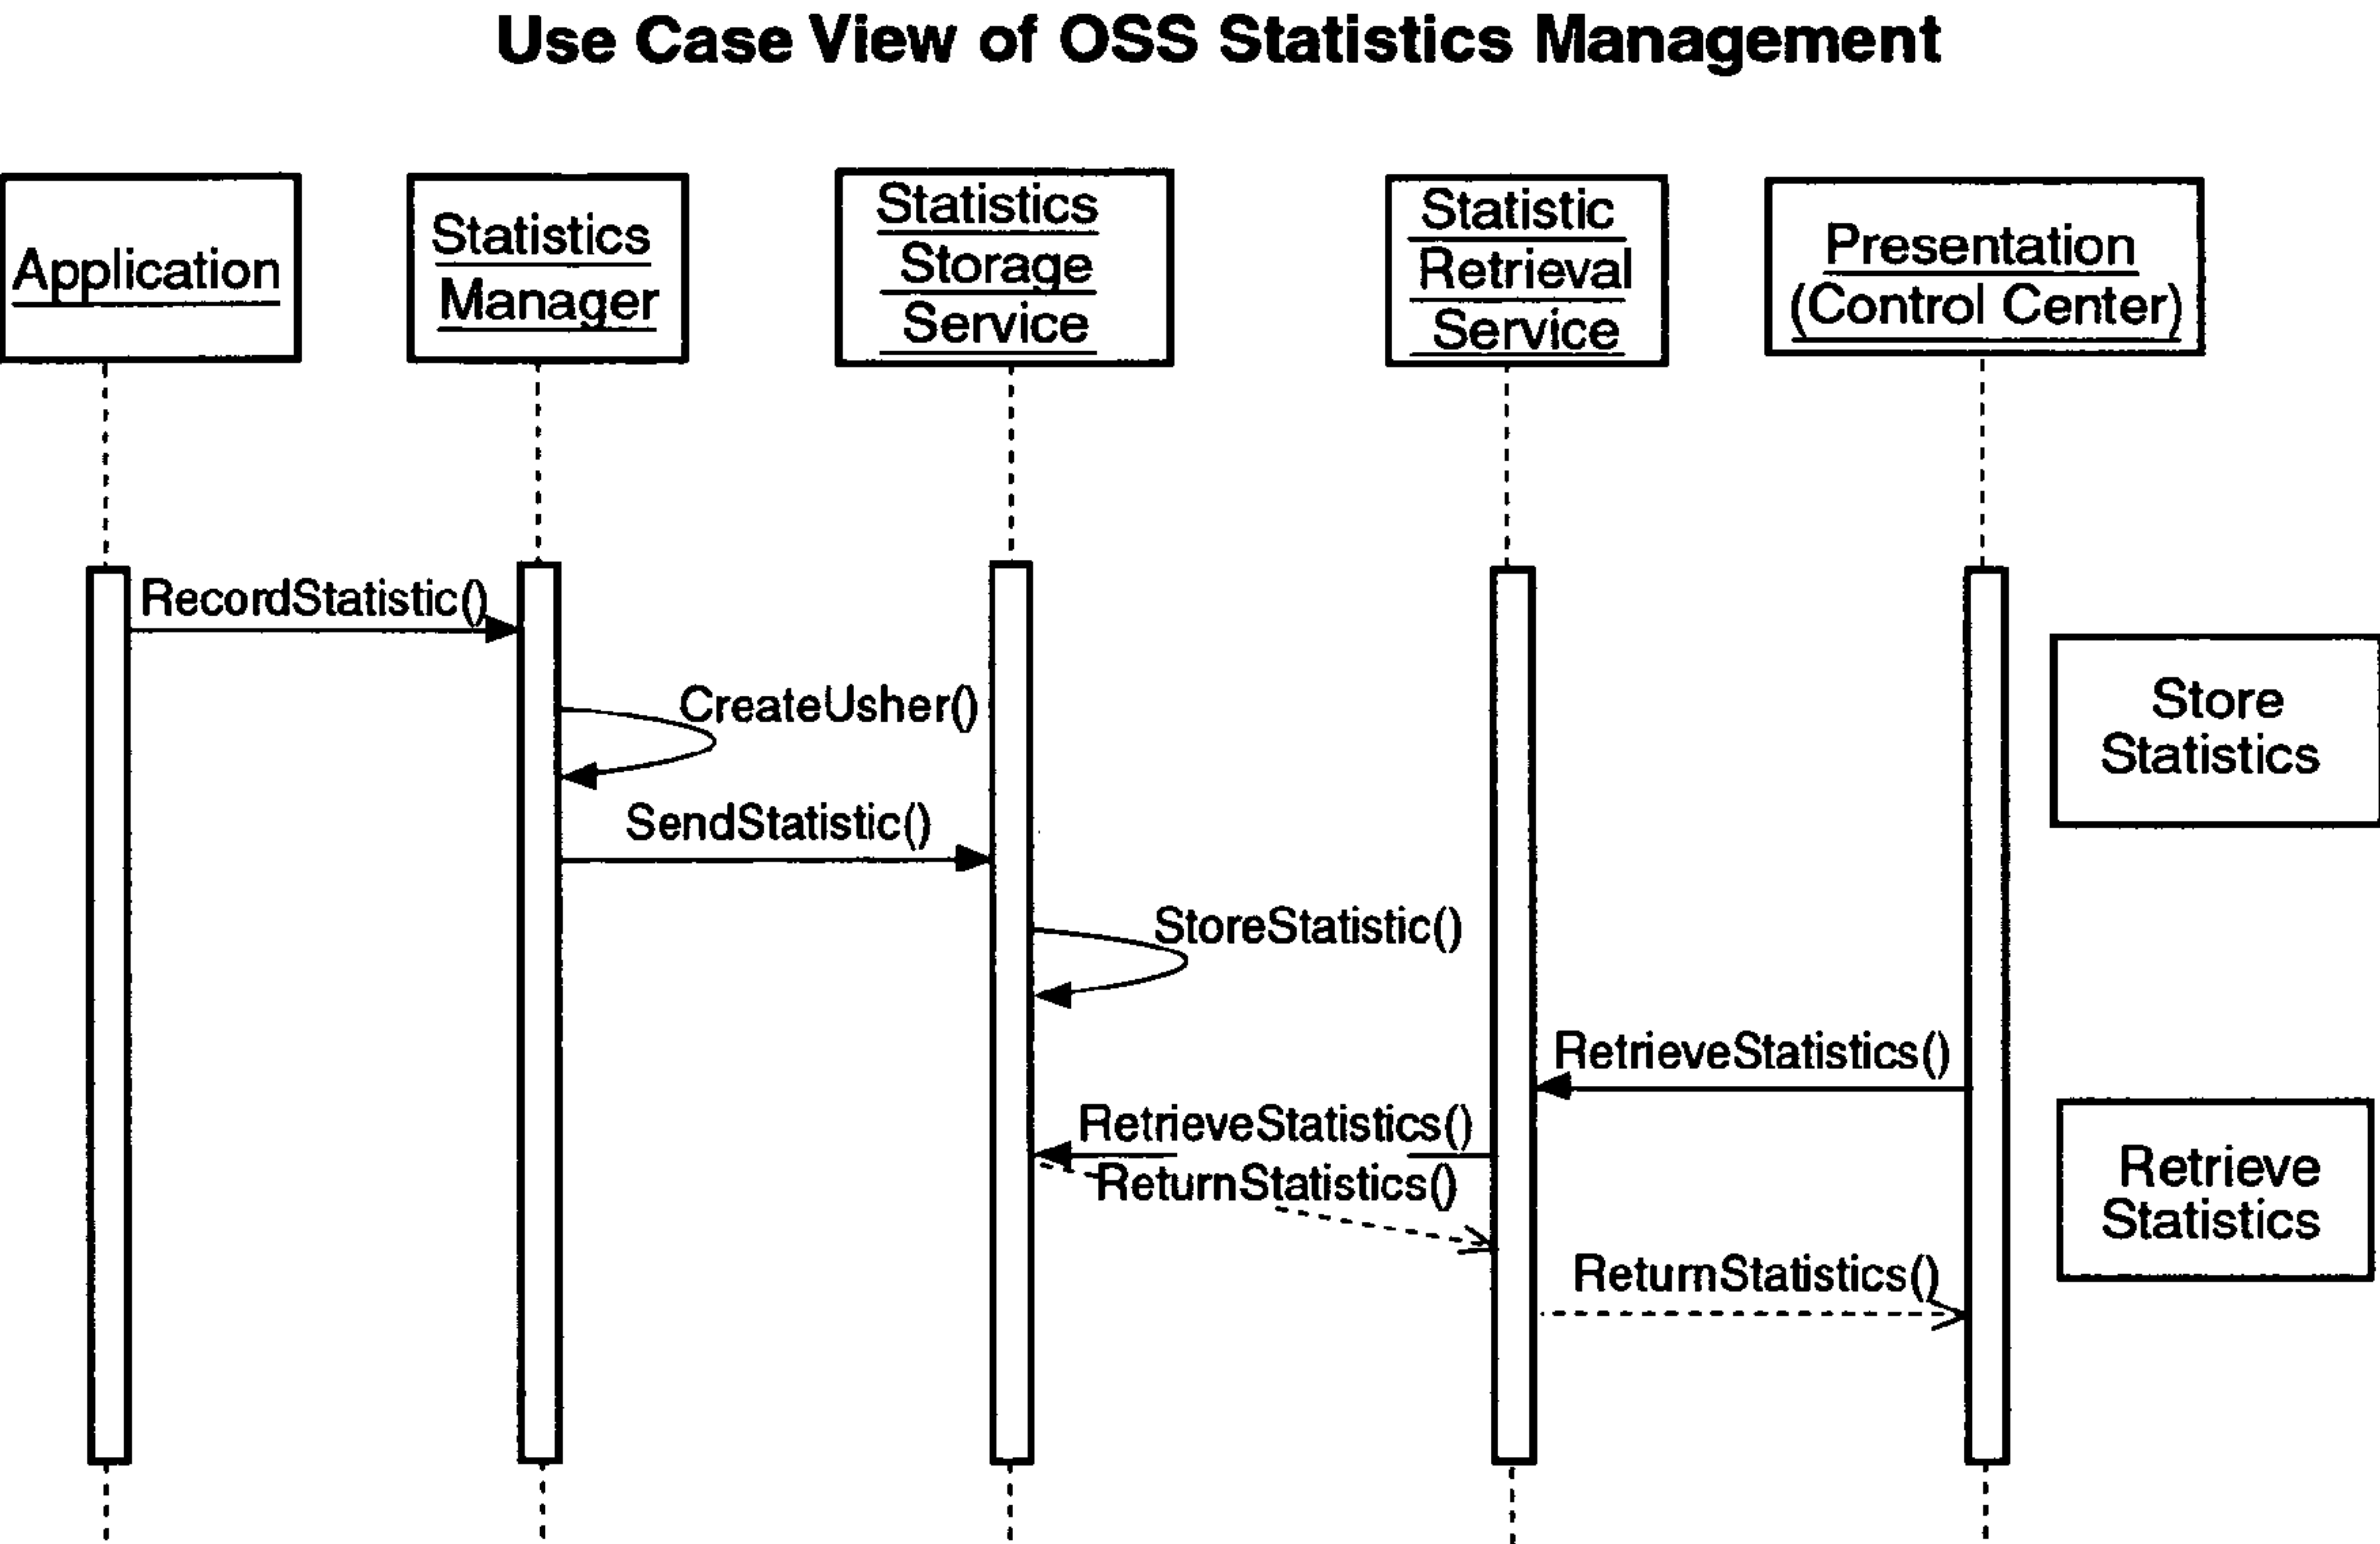 Use Case View of OSS Statistics Management
Application
Statistics
Manager
Statistics
Storage
Service
Statistic
Retrieval
Service
Presentation
(Control Center)
RecordStatistic()
CreateUsher()
Store
Statistics
SendStatistic()
StoreStatistic()
RetrieveStatistics()
RetrieveStatistics()
ReturnStatistics()
Retrieve
Statistics
ReturnStatistics()